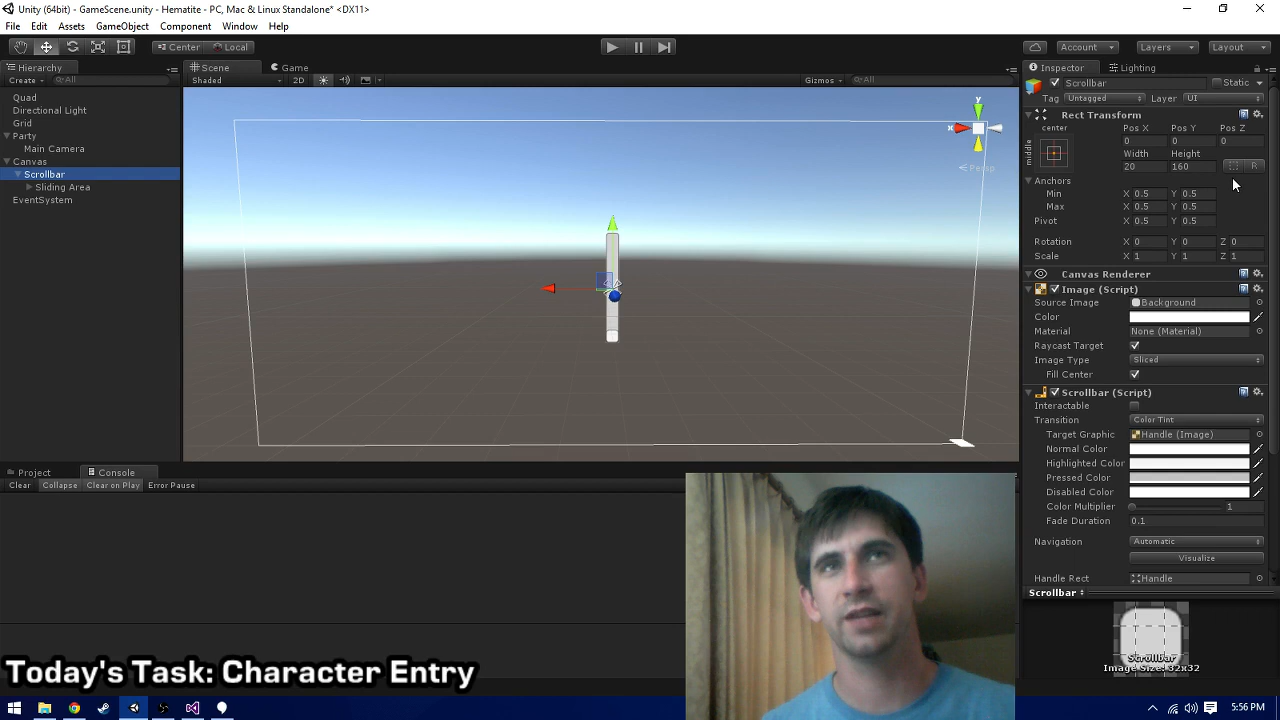 Unity (64bit) - GameScene.unity - Hematite - PC, Mac & Linux Standalone* <DX11>
File Edit Assets GameObject Component Window Help
Center Local Account Layers Layout
Hierarchy
Create All
Quad
Directional Light
Grid
Party
Main Camera
Canvas
Scrollbar
Sliding Area
EventSystem
Scene Game
Shaded 2D Gizmos All
y
x
Persp
Inspector Lighting
Scrollbar Static
Tag Untagged Layer UI
Rect Transform
center Pos X Pos Y Pos Z
middle 0 0 0
Width Height
20 160 R
Anchors
Min X 0.5 Y 0.5
Max X 0.5 Y 0.5
Pivot X 0.5 Y 0.5
Rotation X 0 Y 0 Z 0
Scale X 1 Y 1 Z 1
Canvas Renderer
Image (Script)
Source Image Background
Color
Material None (Material)
Raycast Target
Image Type Sliced
Fill Center
Scrollbar (Script)
Interactable
Transition Color Tint
Target Graphic Handle (Image)
Normal Color
Highlighted Color
Pressed Color
Disabled Color
Color Multiplier 1
Fade Duration 0.1
Navigation Automatic
Visualize
Handle Rect Handle
Scrollbar
ScrollBar
Image Size: 32x32
Project Console
Clear Collapse Clear on Play Error Pause
Today's Task: Character Entry
5:56 PM